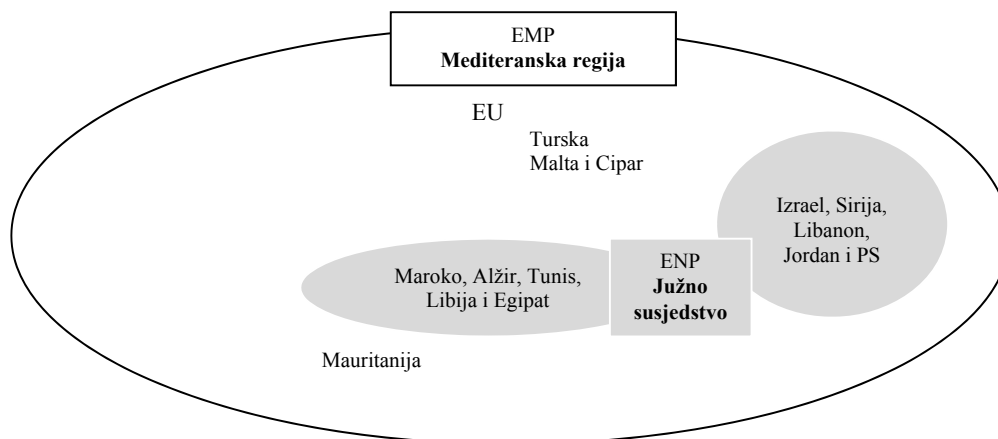 EMP
Mediteranska regija
EU
Turska
Malta i Cipar
Izrael, Sirija,
Libanon,
Jordan i PS
Maroko, Alžir, Tunis,
Libija i Egipat
ENP
Južno
susjedstvo
Mauritanija